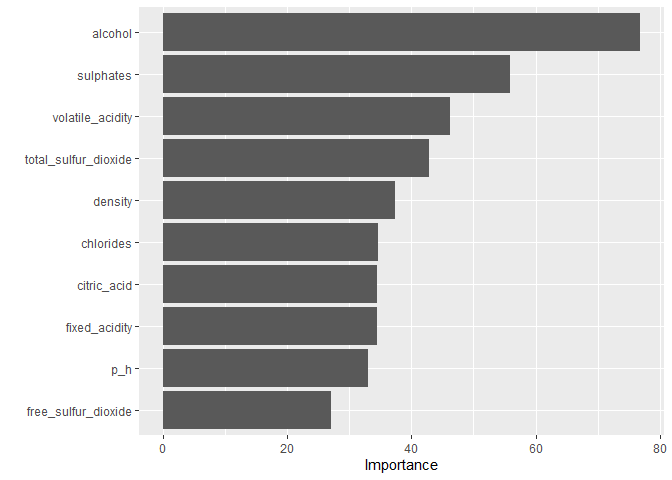 alcohol
sulphates
volatile_acidity
total_sulfur_dioxide
density
chlorides
citric_acid
fixed_acidity
p_h
free_sulfur_dioxide
0 20 40 60 80
Importance